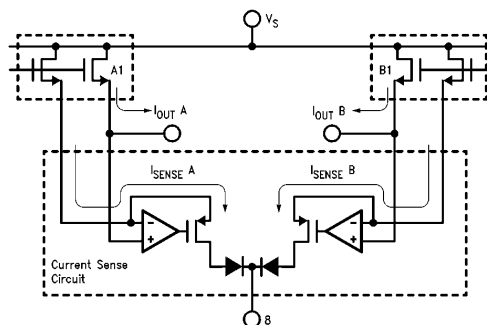 VS
A1
B1
IOUT A
IOUT B
ISENSE A
ISENSE B
-
+
-
+
Current Sense
Circuit
8